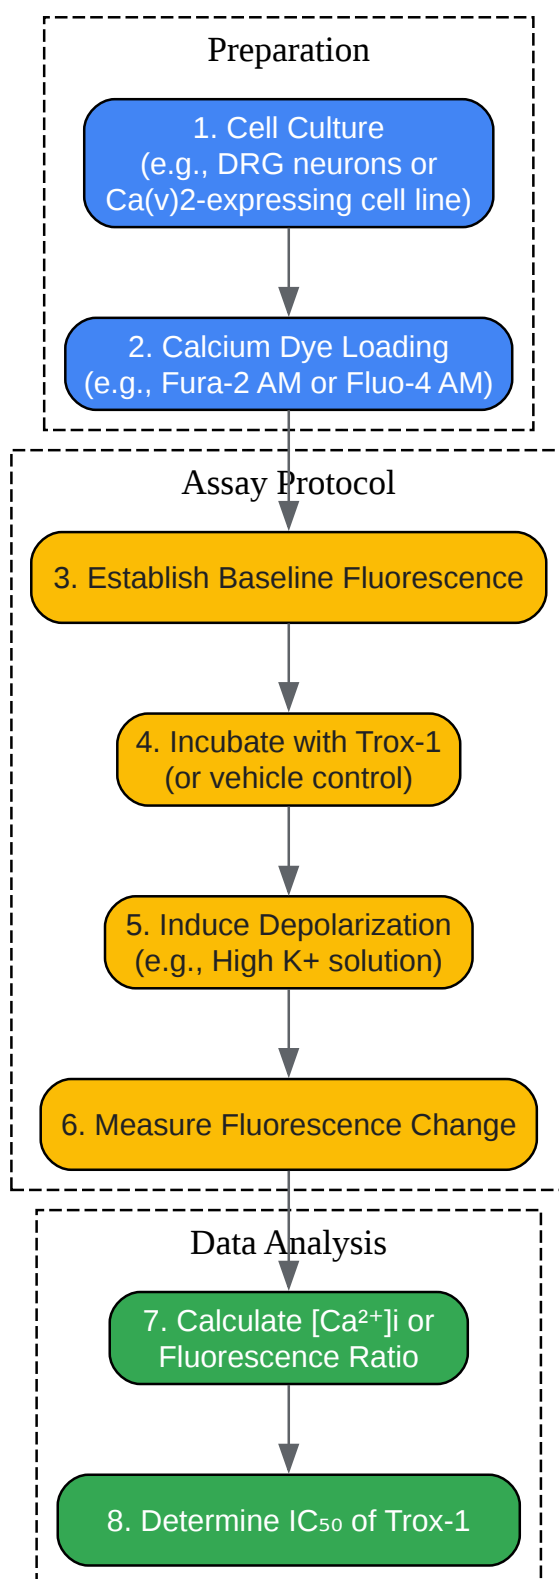 Preparation
1. Cell Culture
(e.g., DRG neurons or
Ca(v)2-expressing cell line)
2. Calcium Dye Loading
(e.g., Fura-2 AM or Fluo-4 AM)
Assay Protocol
3. Establish Baseline Fluorescence
4. Incubate with Trox-1
(or vehicle control)
5. Induce Depolarization
(e.g., High K+ solution)
6. Measure Fluorescence Change
Data Analysis
7. Calculate [Ca²⁺]i or
Fluorescence Ratio
8. Determine IC₅₀ of Trox-1